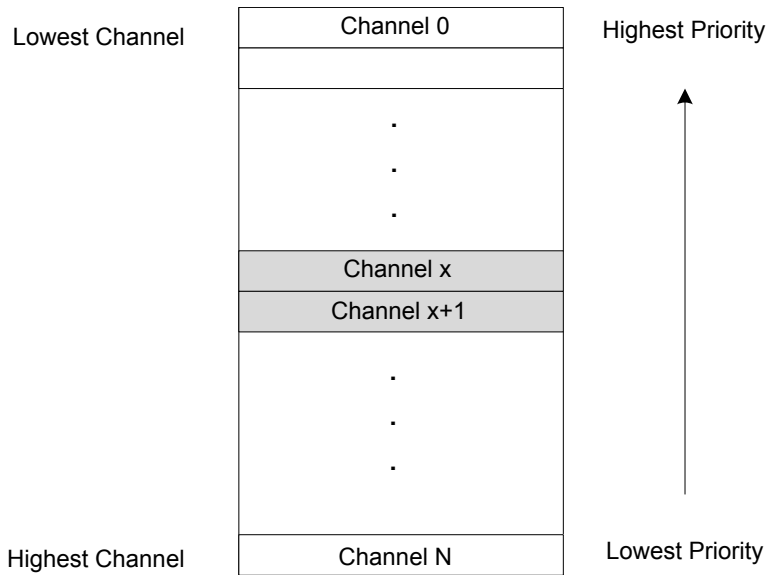 Lowest Channel
Channel 0
Highest Priority
.
.
.
Channel x
Channel x+1
.
.
.
Highest Channel
Channel N
Lowest Priority